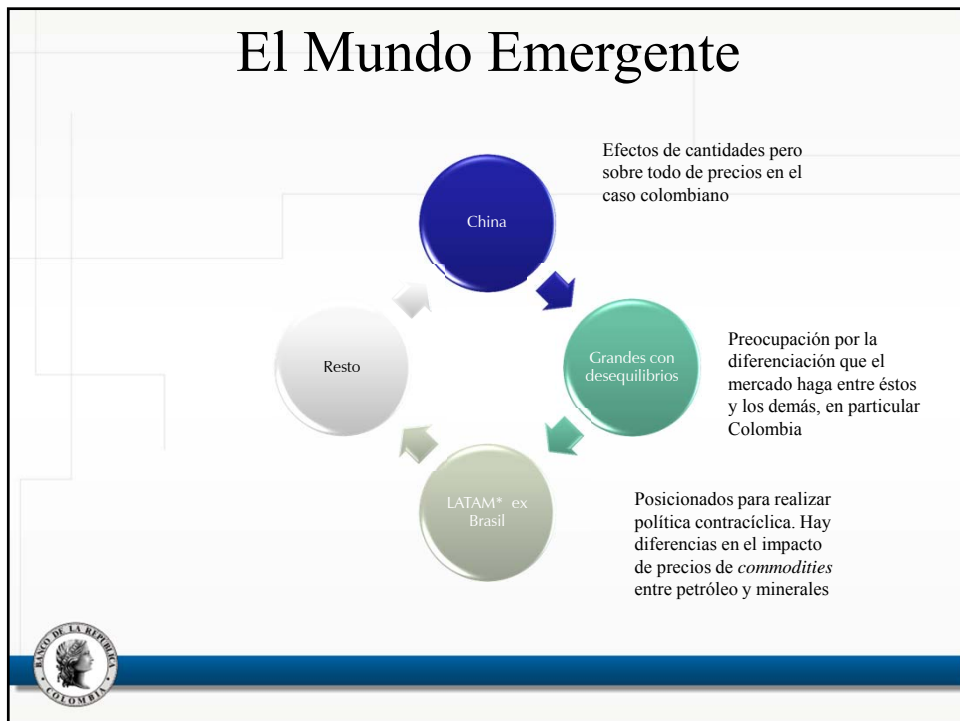 El Mundo Emergente
Efectos de cantidades pero
sobre todo de precios en el
caso colombiano
China
Grandes con
desequilibrios
Preocupación por la
diferenciación que el
mercado haga entre éstos
y los demás, en particular
Colombia
Resto
LATAM* ex
Brasil
Posicionados para realizar
política contracíclica. Hay
diferencias en el impacto
de precios de commodities
entre petróleo y minerales
BANCO DE LA REPÚBLICA
COLOMBIA